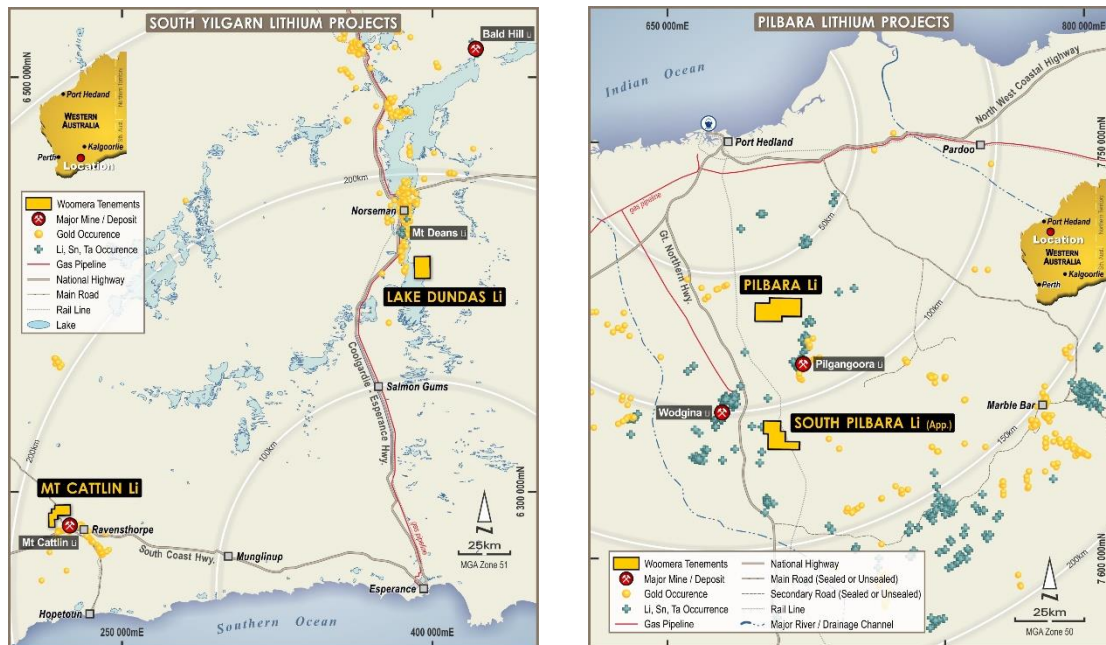 SOUTH YILGARN LITHIUM PROJECTS
400 000mE
Bald Hill Li
6 500 000mN
Port Hedland
WESTERN
AUSTRALIA
Kalgoorlie
Perth
Location
Woomera Tenements
Major Mine / Deposit
Gold Occurence
Li, Sn, Ta Occurence
Gas Pipeline
National Highway
Main Road
Rail Line
Lake
200km
Norseman
Mt Deans Li
LAKE DUNDAS Li
Coolgardie - Esperance Hwy.
Salmon Gums
200km
100km
MT CATTLIN Li
Ravensthorpe
Mt Cattlin Li
South Coast Hwy.
Munglinup
gas pipeline
6 300 000mN
25km
MGA Zone 51
Esperance
Hopetoun
Southern Ocean
250 000mE
400 000mE
650 000mE
PILBARA LITHIUM PROJECTS
800 000mE
Indian Ocean
North West Coastal Highway
Port Hedland
Pardoo
7 750 000mN
gas pipeline
50km
Port Hedland
Location
WESTERN
AUSTRALIA
Kalgoorlie
Perth
Gt. Northern Hwy.
PILBARA Li
100km
Pilgangoora Li
Wodgina Li
Marble Bar
SOUTH PILBARA Li (App.)
150km
Woomera Tenements
Major Mine / Deposit
Gold Occurence
Li, Sn, Ta Occurrence
Gas Pipeline
National Highway
Main Road (Sealed or Unsealed)
Secondary Road (Sealed or Unsealed)
Rail Line
Major River / Drainage Channel
200km
7 600 000mN
25km
MGA Zone 50